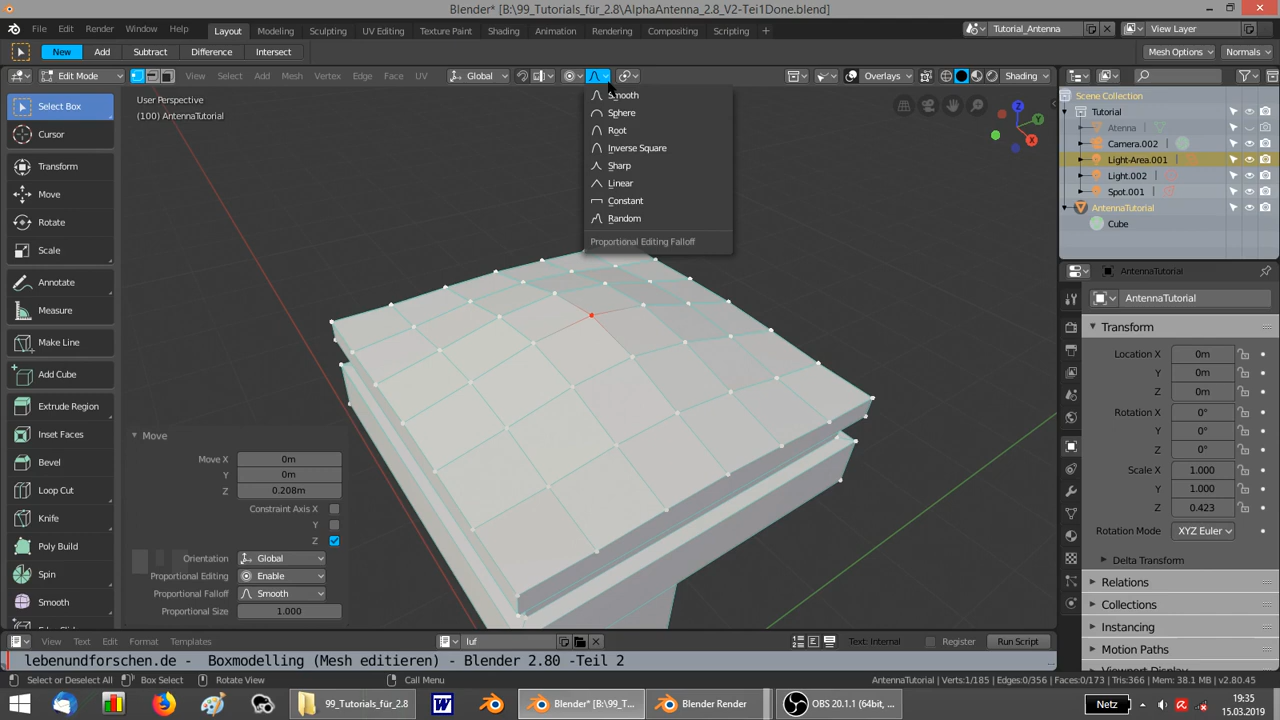 Blender* [B:\99_Tutorials_für_2.8\AlphaAntenna_2.8_V2-Tei1Done.blend]
File Edit Render Window Help Layout Modeling Sculpting UV Editing Texture Paint Shading Animation Rendering Compositing Scripting + Tutorial_Antenna View Layer
New Add Subtract Difference Intersect Mesh Options Normals
Edit Mode View Select Add Mesh Vertex Edge Face UV Global Overlays Shading
User Perspective
(100) AntennaTutorial
Select Box
Cursor
Transform
Move
Rotate
Scale
Annotate
Measure
Make Line
Add Cube
Extrude Region
Inset Faces
Bevel
Loop Cut
Knife
Poly Build
Spin
Smooth
Smooth
Sphere
Root
Inverse Square
Sharp
Linear
Constant
Random
Proportional Editing Falloff
Z
Y
X
Move
Move X 0m
Y 0m
Z 0.208m
Constraint Axis X
Y
Z
Orientation Global
Proportional Editing Enable
Proportional Falloff Smooth
Proportional Size 1.000
Scene Collection
Tutorial
Atenna
Camera.002
Light-Area.001
Light.002
Spot.001
AntennaTutorial
Cube
AntennaTutorial
AntennaTutorial
Transform
Location X 0m
Y 0m
Z 0m
Rotation X 0°
Y 0°
Z 0°
Scale X 1.000
Y 1.000
Z 0.423
Rotation Mode XYZ Euler
Delta Transform
Relations
Collections
Instancing
Motion Paths
View Text Edit Format Templates luf Text: Internal Register Run Script
lebenundforschen.de - Boxmodelling (Mesh editieren) - Blender 2.80 -Teil 2
Select or Deselect All Box Select Rotate View Call Menu AntennaTutorial | Verts:1/185 | Edges:0/356 | Faces:0/173 | Tris:366 | Mem: 38.1 MB | v2.80.45
99_Tutorials_für_2.8 Blender* [B:\99_T... Blender Render OBS 20.1.1 (64bit, ... Netz 19:35
15.03.2019